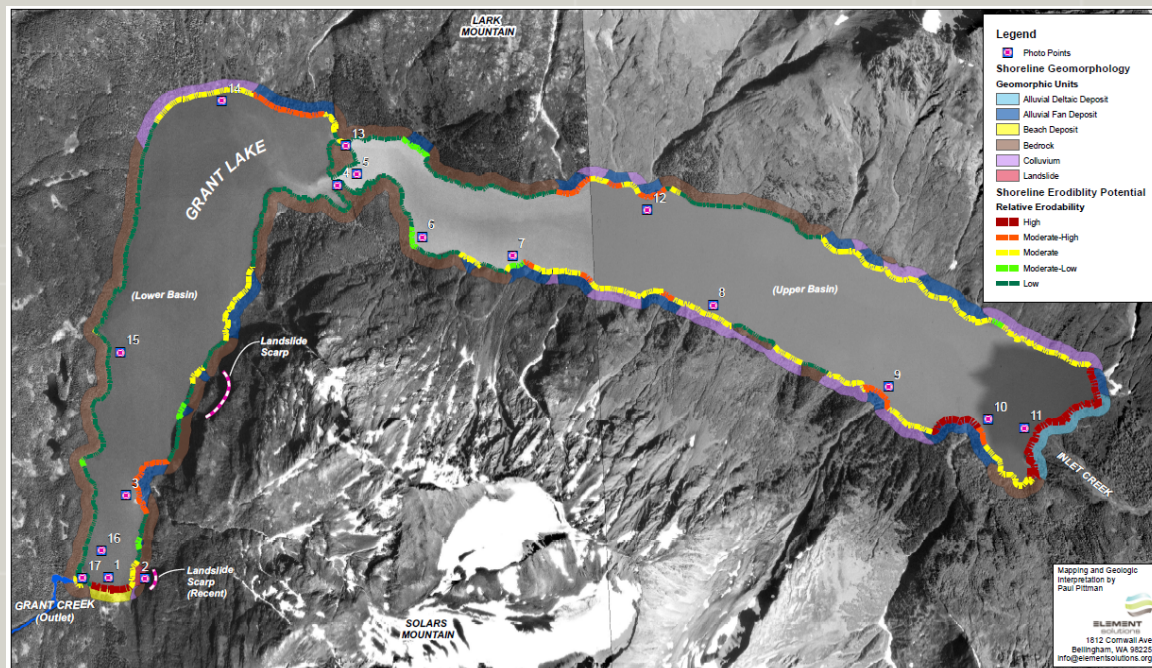 LARK
MOUNTAIN
GRANT LAKE
(Lower Basin)
(Upper Basin)
Landslide
Scarp
Landslide
Scarp
(Recent)
GRANT CREEK
(Outlet)
SOLARS
MOUNTAIN
INLET CREEK
14
13
5
4
6
7
12
8
9
10
11
15
3
16
17
1
2
Legend
Photo Points
Shoreline Geomorphology
Geomorphic Units
Alluvial Deltaic Deposit
Alluvial Fan Deposit
Beach Deposit
Bedrock
Colluvium
Landslide
Shoreline Erodiblity Potential
Relative Erodability
High
Moderate-High
Moderate
Moderate-Low
Low
Mapping and Geologic
Interpretation by
Paul Pittman
ELEMENT
solutions
1812 Cornwall Ave
Bellingham, WA 98225
info@elementsolutions.org